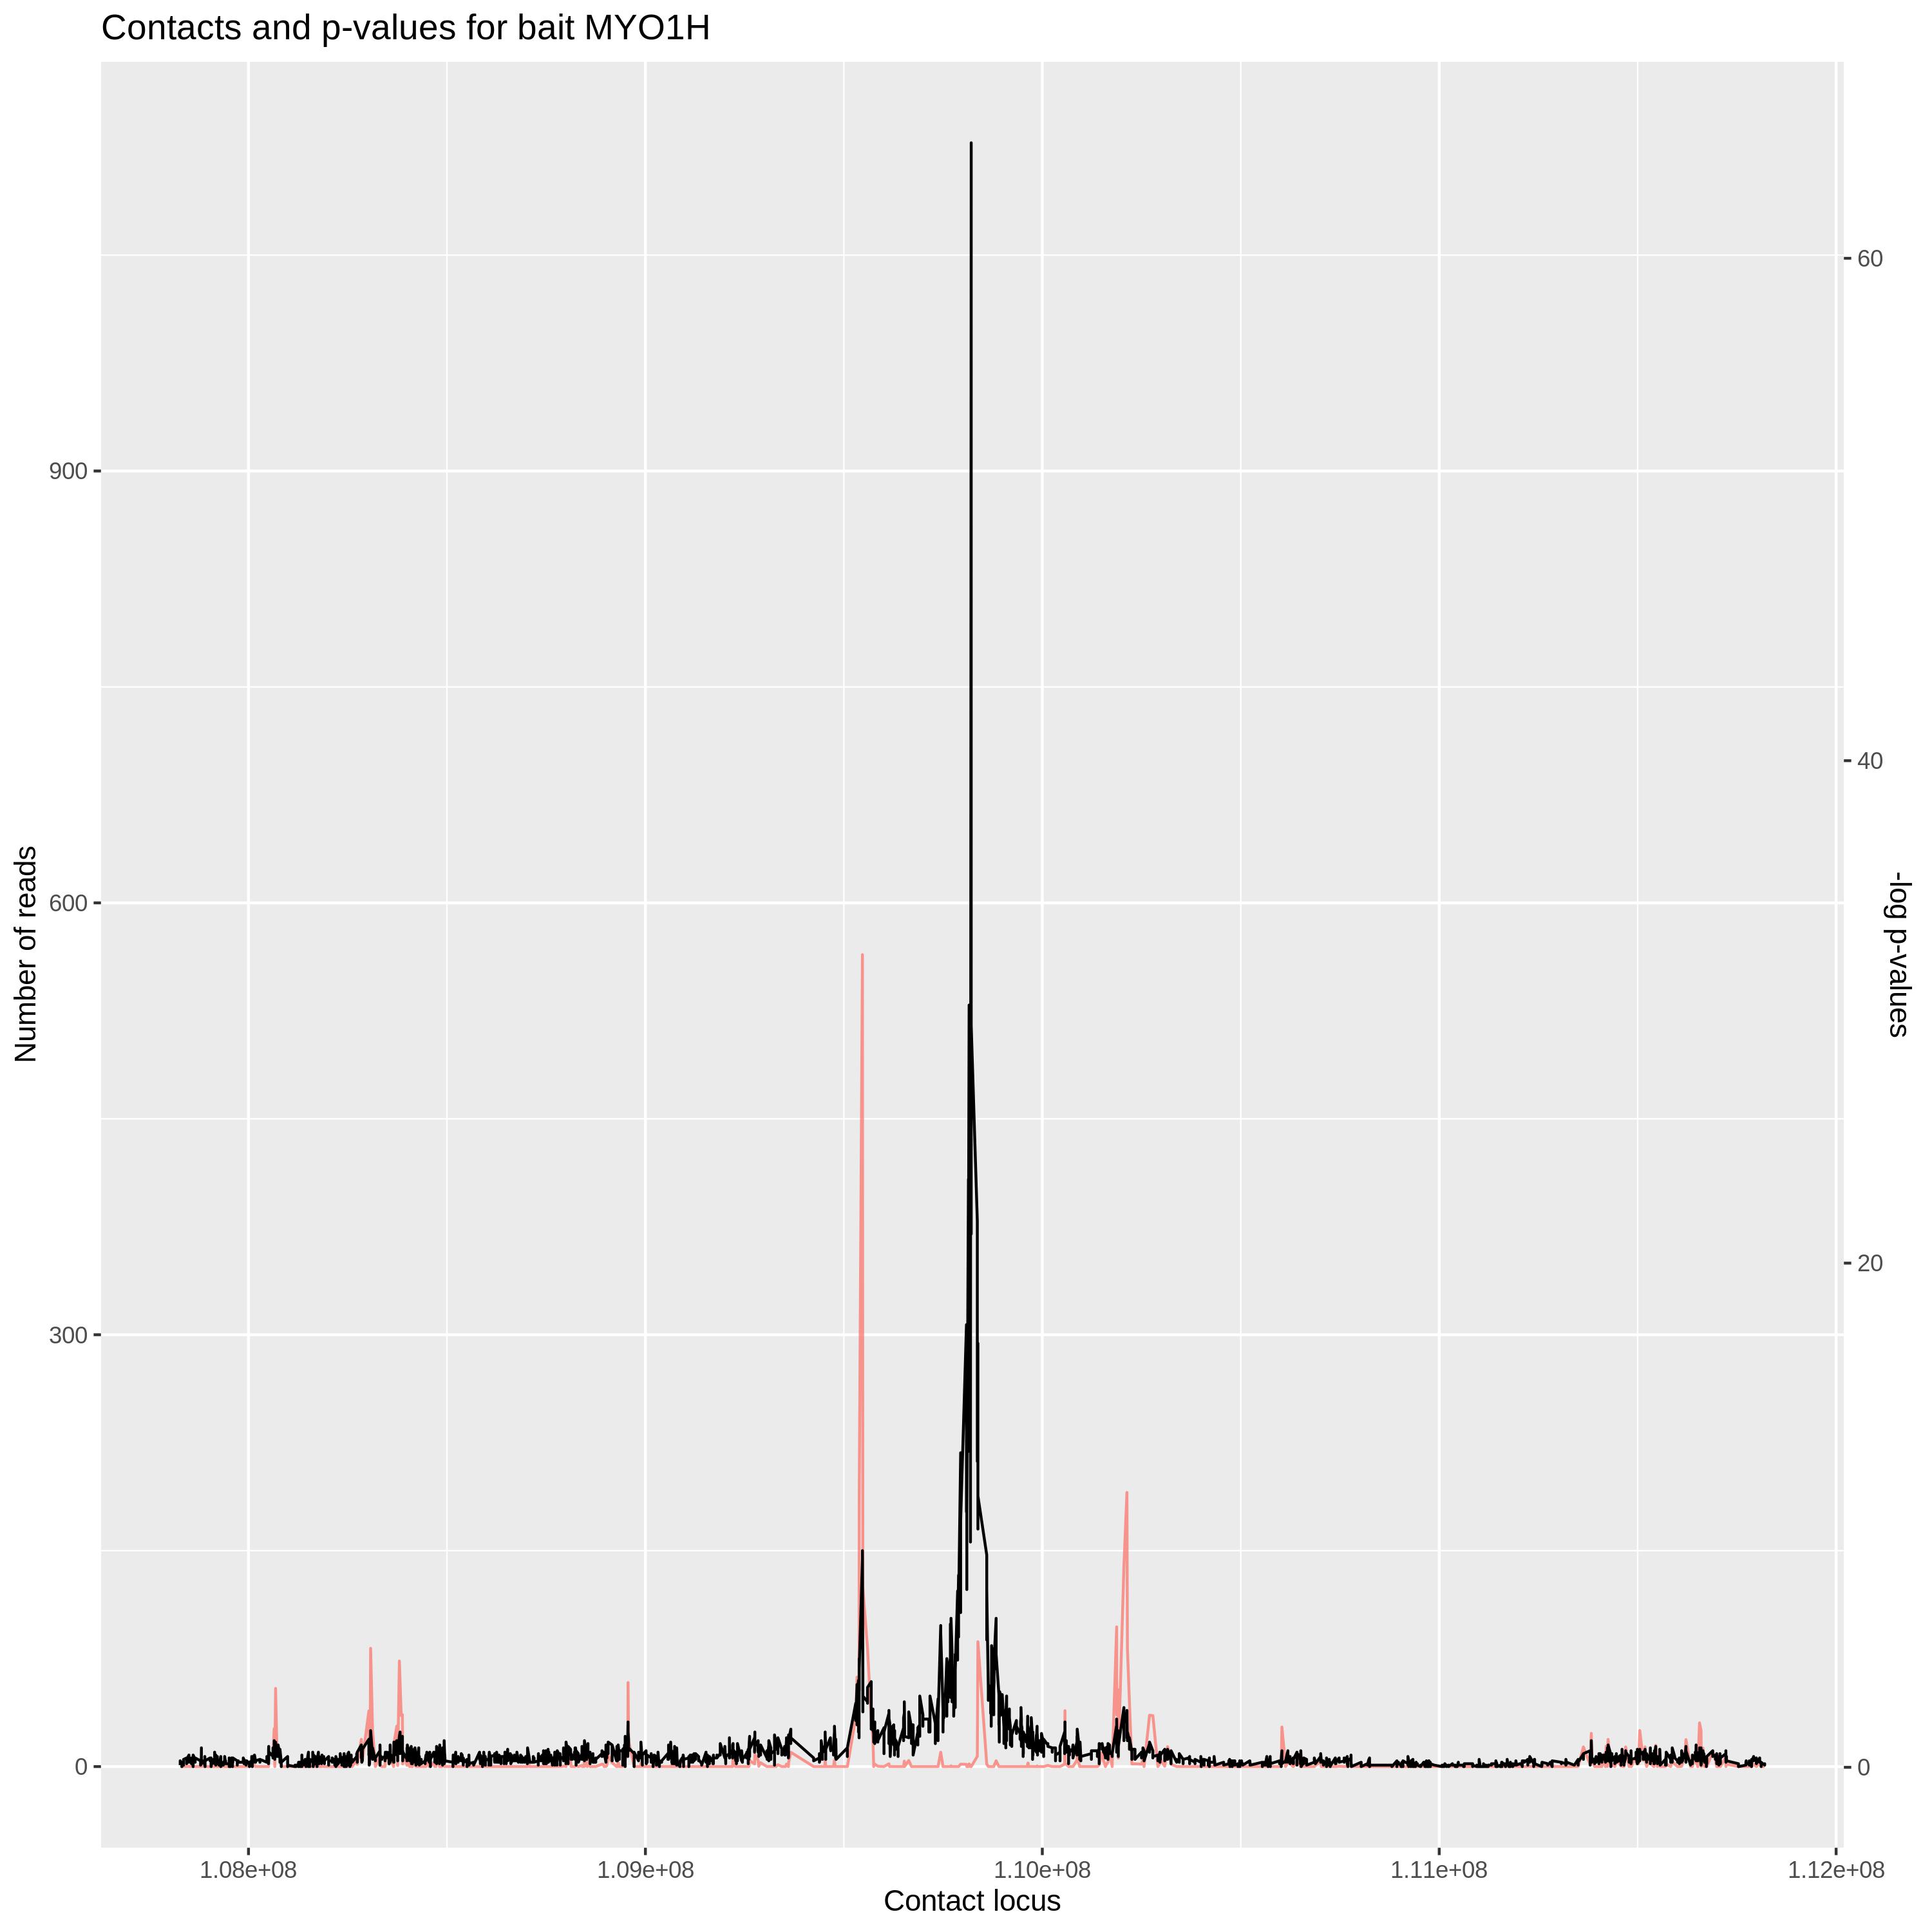 Contacts and p-values for bait MYO1H
Number of reads
900
600
300
0
-log p-values
60
40
20
0
1.08e+08
1.09e+08
1.10e+08
1.11e+08
1.12e+08
Contact locus